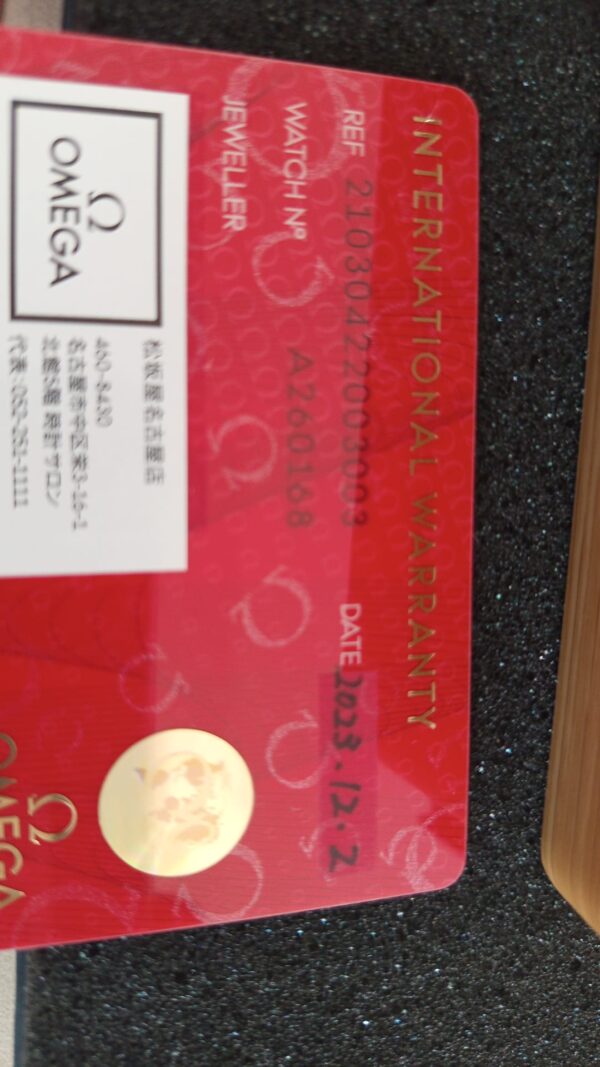 INTERNATIONAL WARRANTY
REF 21030422003003 DATE 2023.12.2
WATCH Nº A260168
JEWELLER
Ω
OMEGA
松坂屋名古屋店
460-8430
名古屋市中区栄3-16-1
北館5階 時計サロン
代表:052-251-1111
Ω
OMEGA